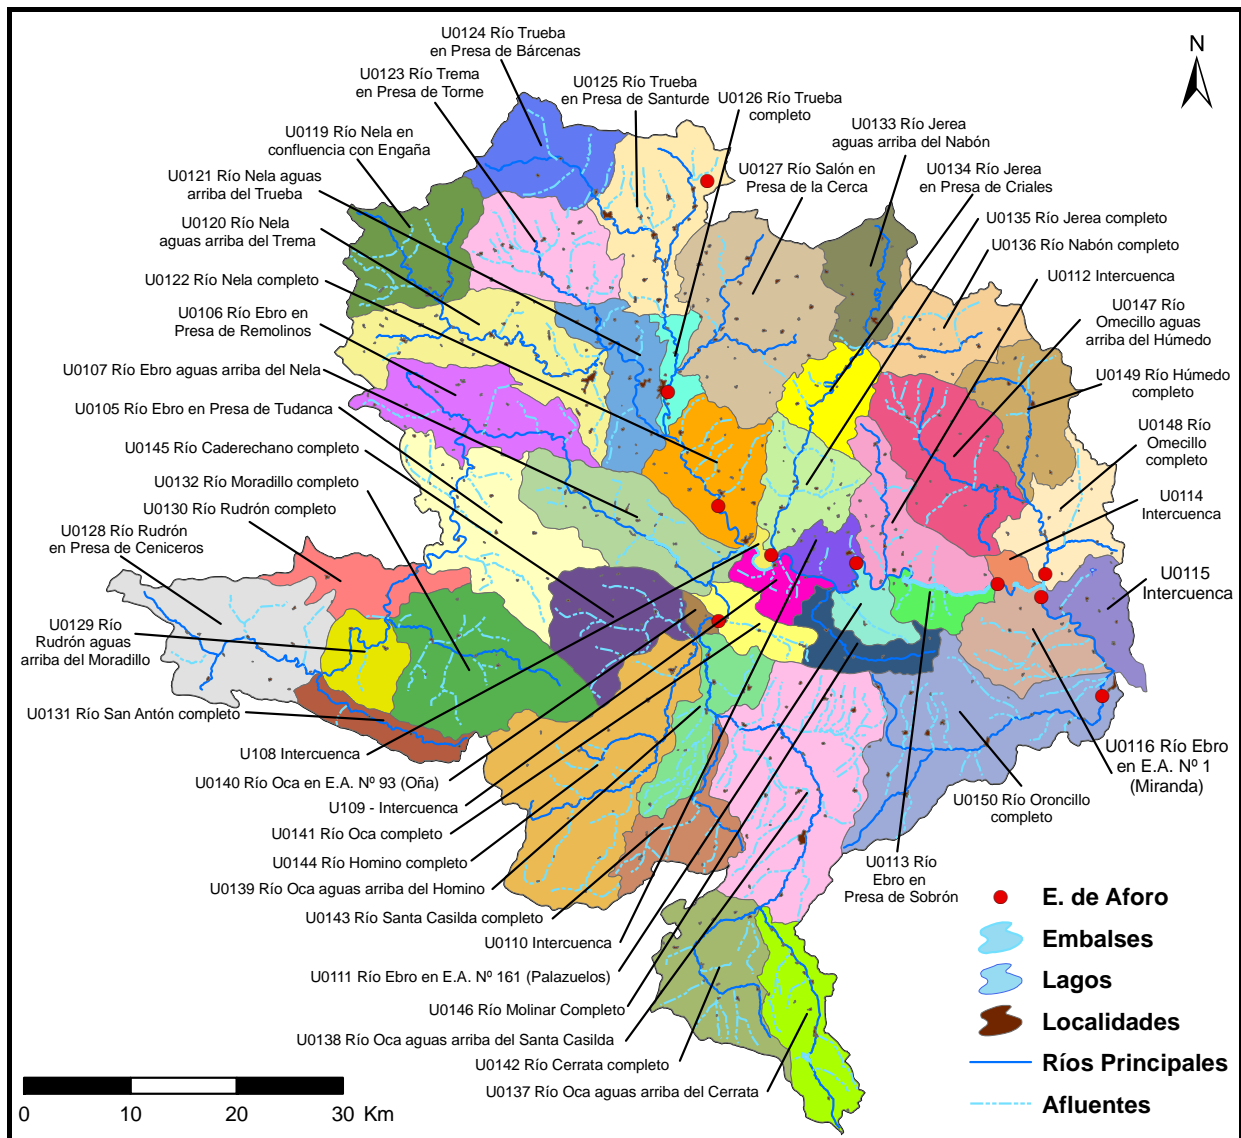 U0124 Río Trueba
en Presa de Bárcenas
U0123 Río Trema
en Presa de Torme
U0125 Río Trueba
en Presa de Santurde
U0126 Río Trueba
completo
U0133 Río Jerea
aguas arriba del Nabón
N
U0119 Río Nela en
confluencia con Engaña
U0127 Río Salón en
Presa de la Cerca
U0134 Río Jerea
en Presa de Criales
U0121 Río Nela aguas
arriba del Trueba
U0135 Río Jerea completo
U0120 Río Nela
aguas arriba del Trema
U0136 Río Nabón completo
U0122 Río Nela completo
U0112 Intercuenca
U0106 Río Ebro en
Presa de Remolinos
U0147 Río
Omecillo aguas
arriba del Húmedo
U0107 Río Ebro aguas arriba del Nela
U0149 Río Húmedo
completo
U0105 Río Ebro en Presa de Tudanca
U0148 Río
Omecillo
completo
U0145 Río Caderechano completo
U0132 Río Moradillo completo
U0114
Intercuenca
U0130 Río Rudrón completo
U0128 Río Rudrón
en Presa de Ceniceros
U0115
Intercuenca
U0129 Río
Rudrón aguas
arriba del Moradillo
U0131 Río San Antón completo
U108 Intercuenca
U0116 Río Ebro
en E.A. Nº 1
(Miranda)
U0140 Río Oca en E.A. Nº 93 (Oña)
U109 - Intercuenca
U0150 Río Oroncillo
completo
U0141 Río Oca completo
U0144 Río Homino completo
U0113 Río
Ebro en
Presa de Sobrón
U0139 Río Oca aguas arriba del Homino
U0143 Río Santa Casilda completo
U0110 Intercuenca
U0111 Río Ebro en E.A. Nº 161 (Palazuelos)
U0146 Río Molinar Completo
U0138 Río Oca aguas arriba del Santa Casilda
U0142 Río Cerrata completo
U0137 Río Oca aguas arriba del Cerrata
E. de Aforo
Embalses
Lagos
Localidades
Ríos Principales
Afluentes
0 10 20 30 Km